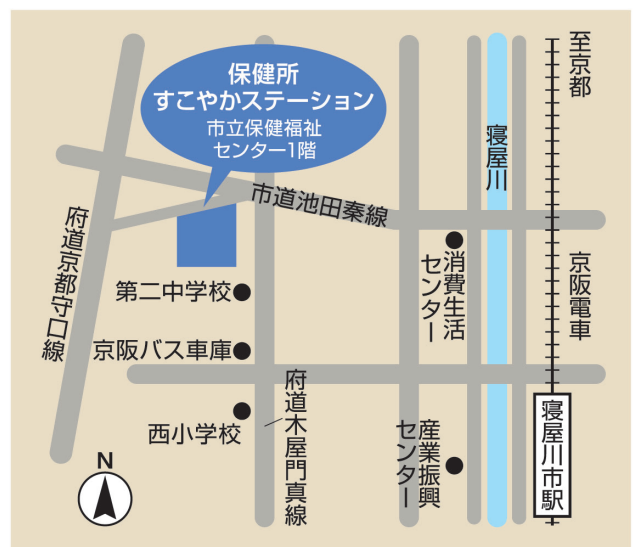 保健所
すこやかステーション
市立保健福祉
センター1階
至京都
寝屋川
市道池田秦線
府道京都守口線
消費生活
センター
京阪電車
第二中学校
京阪バス車庫
西小学校
府道木屋門真線
産業振興
センター
寝屋川市駅
N